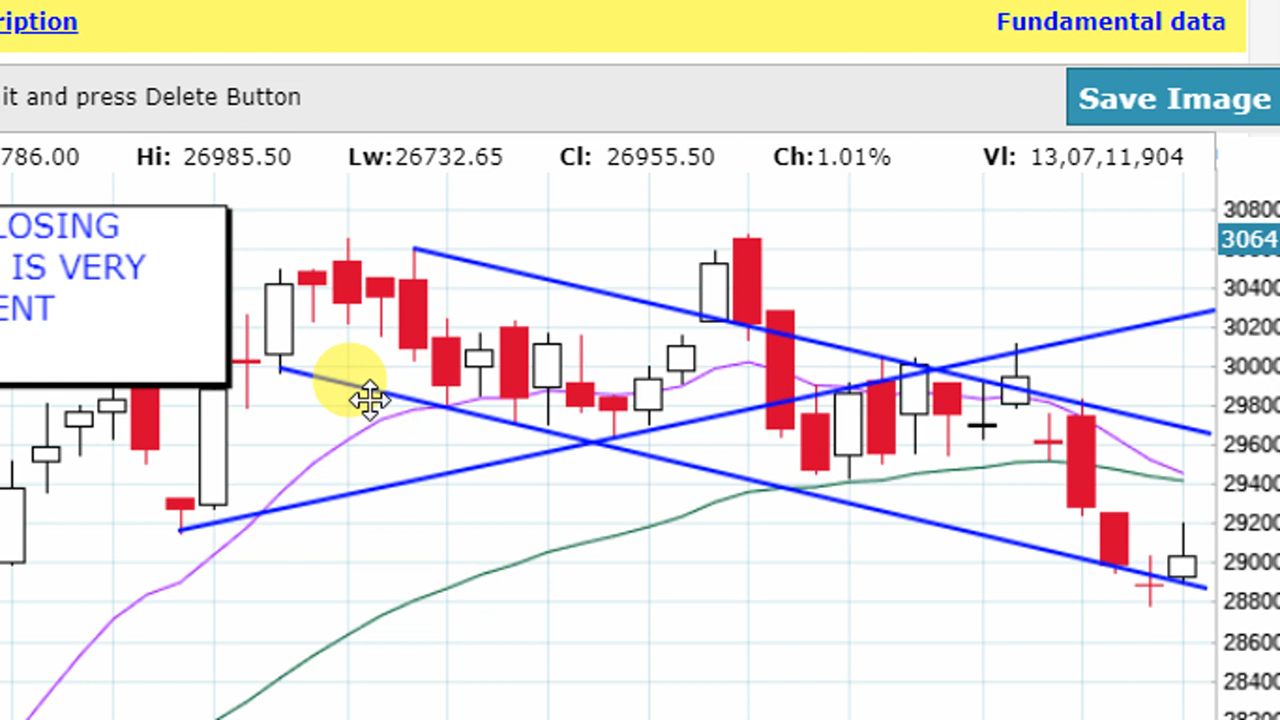 ription
Fundamental data
it and press Delete Button
Save Image
786.00 Hi: 26985.50 Lw:26732.65 Cl: 26955.50 Ch:1.01% Vl: 13,07,11,904
LOSING
IS VERY
ENT
30800
3064
30400
30200
30000
29800
29600
29400
29200
29000
28800
28600
28400